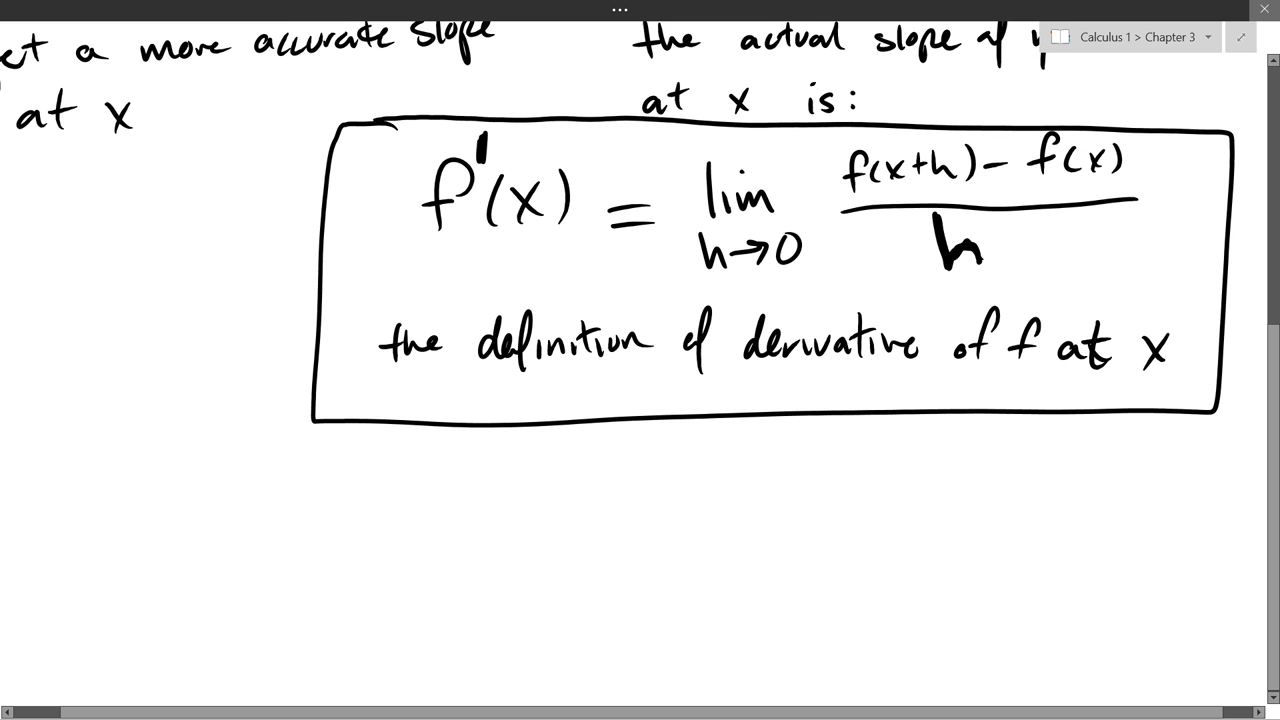 •••
Calculus 1 > Chapter 3
a more accurate slope
at x
the actual slope of
at x is:
f'(x) = lim h→0 f(x+h) - f(x) / h
the definition of derivative of f at x